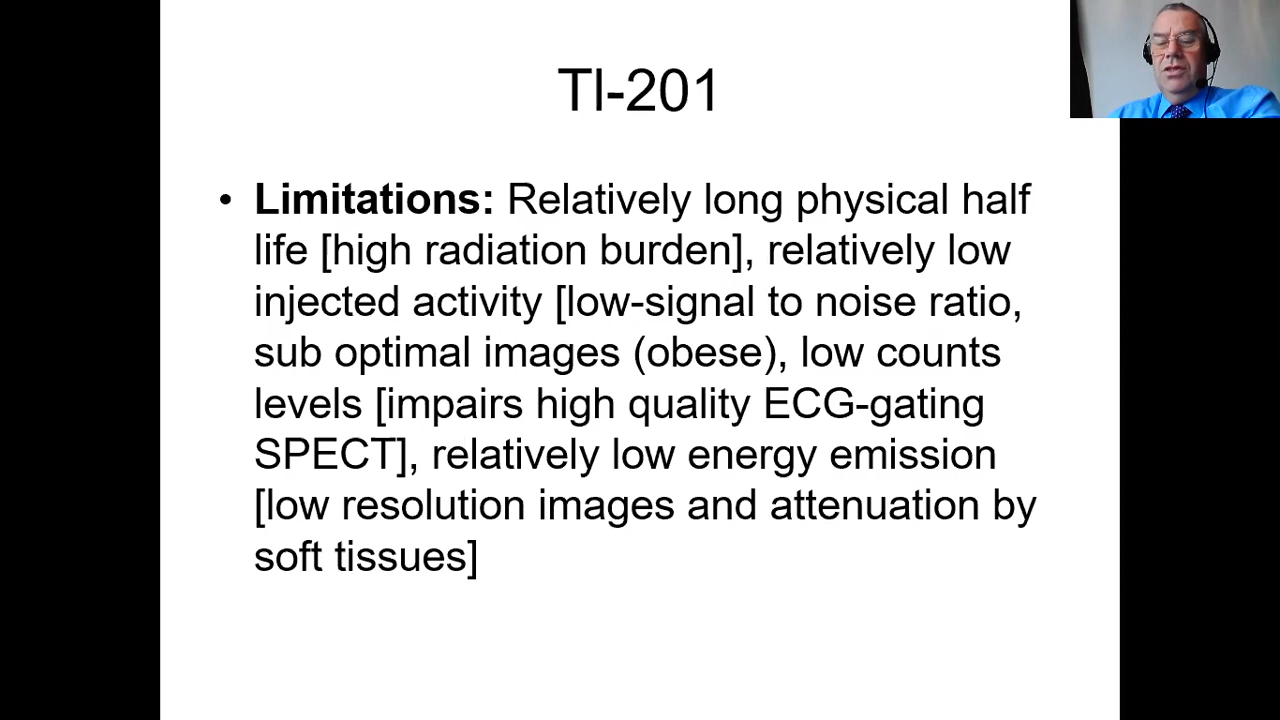 Tl-201
• Limitations: Relatively long physical half
life [high radiation burden], relatively low
injected activity [low-signal to noise ratio,
sub optimal images (obese), low counts
levels [impairs high quality ECG-gating
SPECT], relatively low energy emission
[low resolution images and attenuation by
soft tissues]